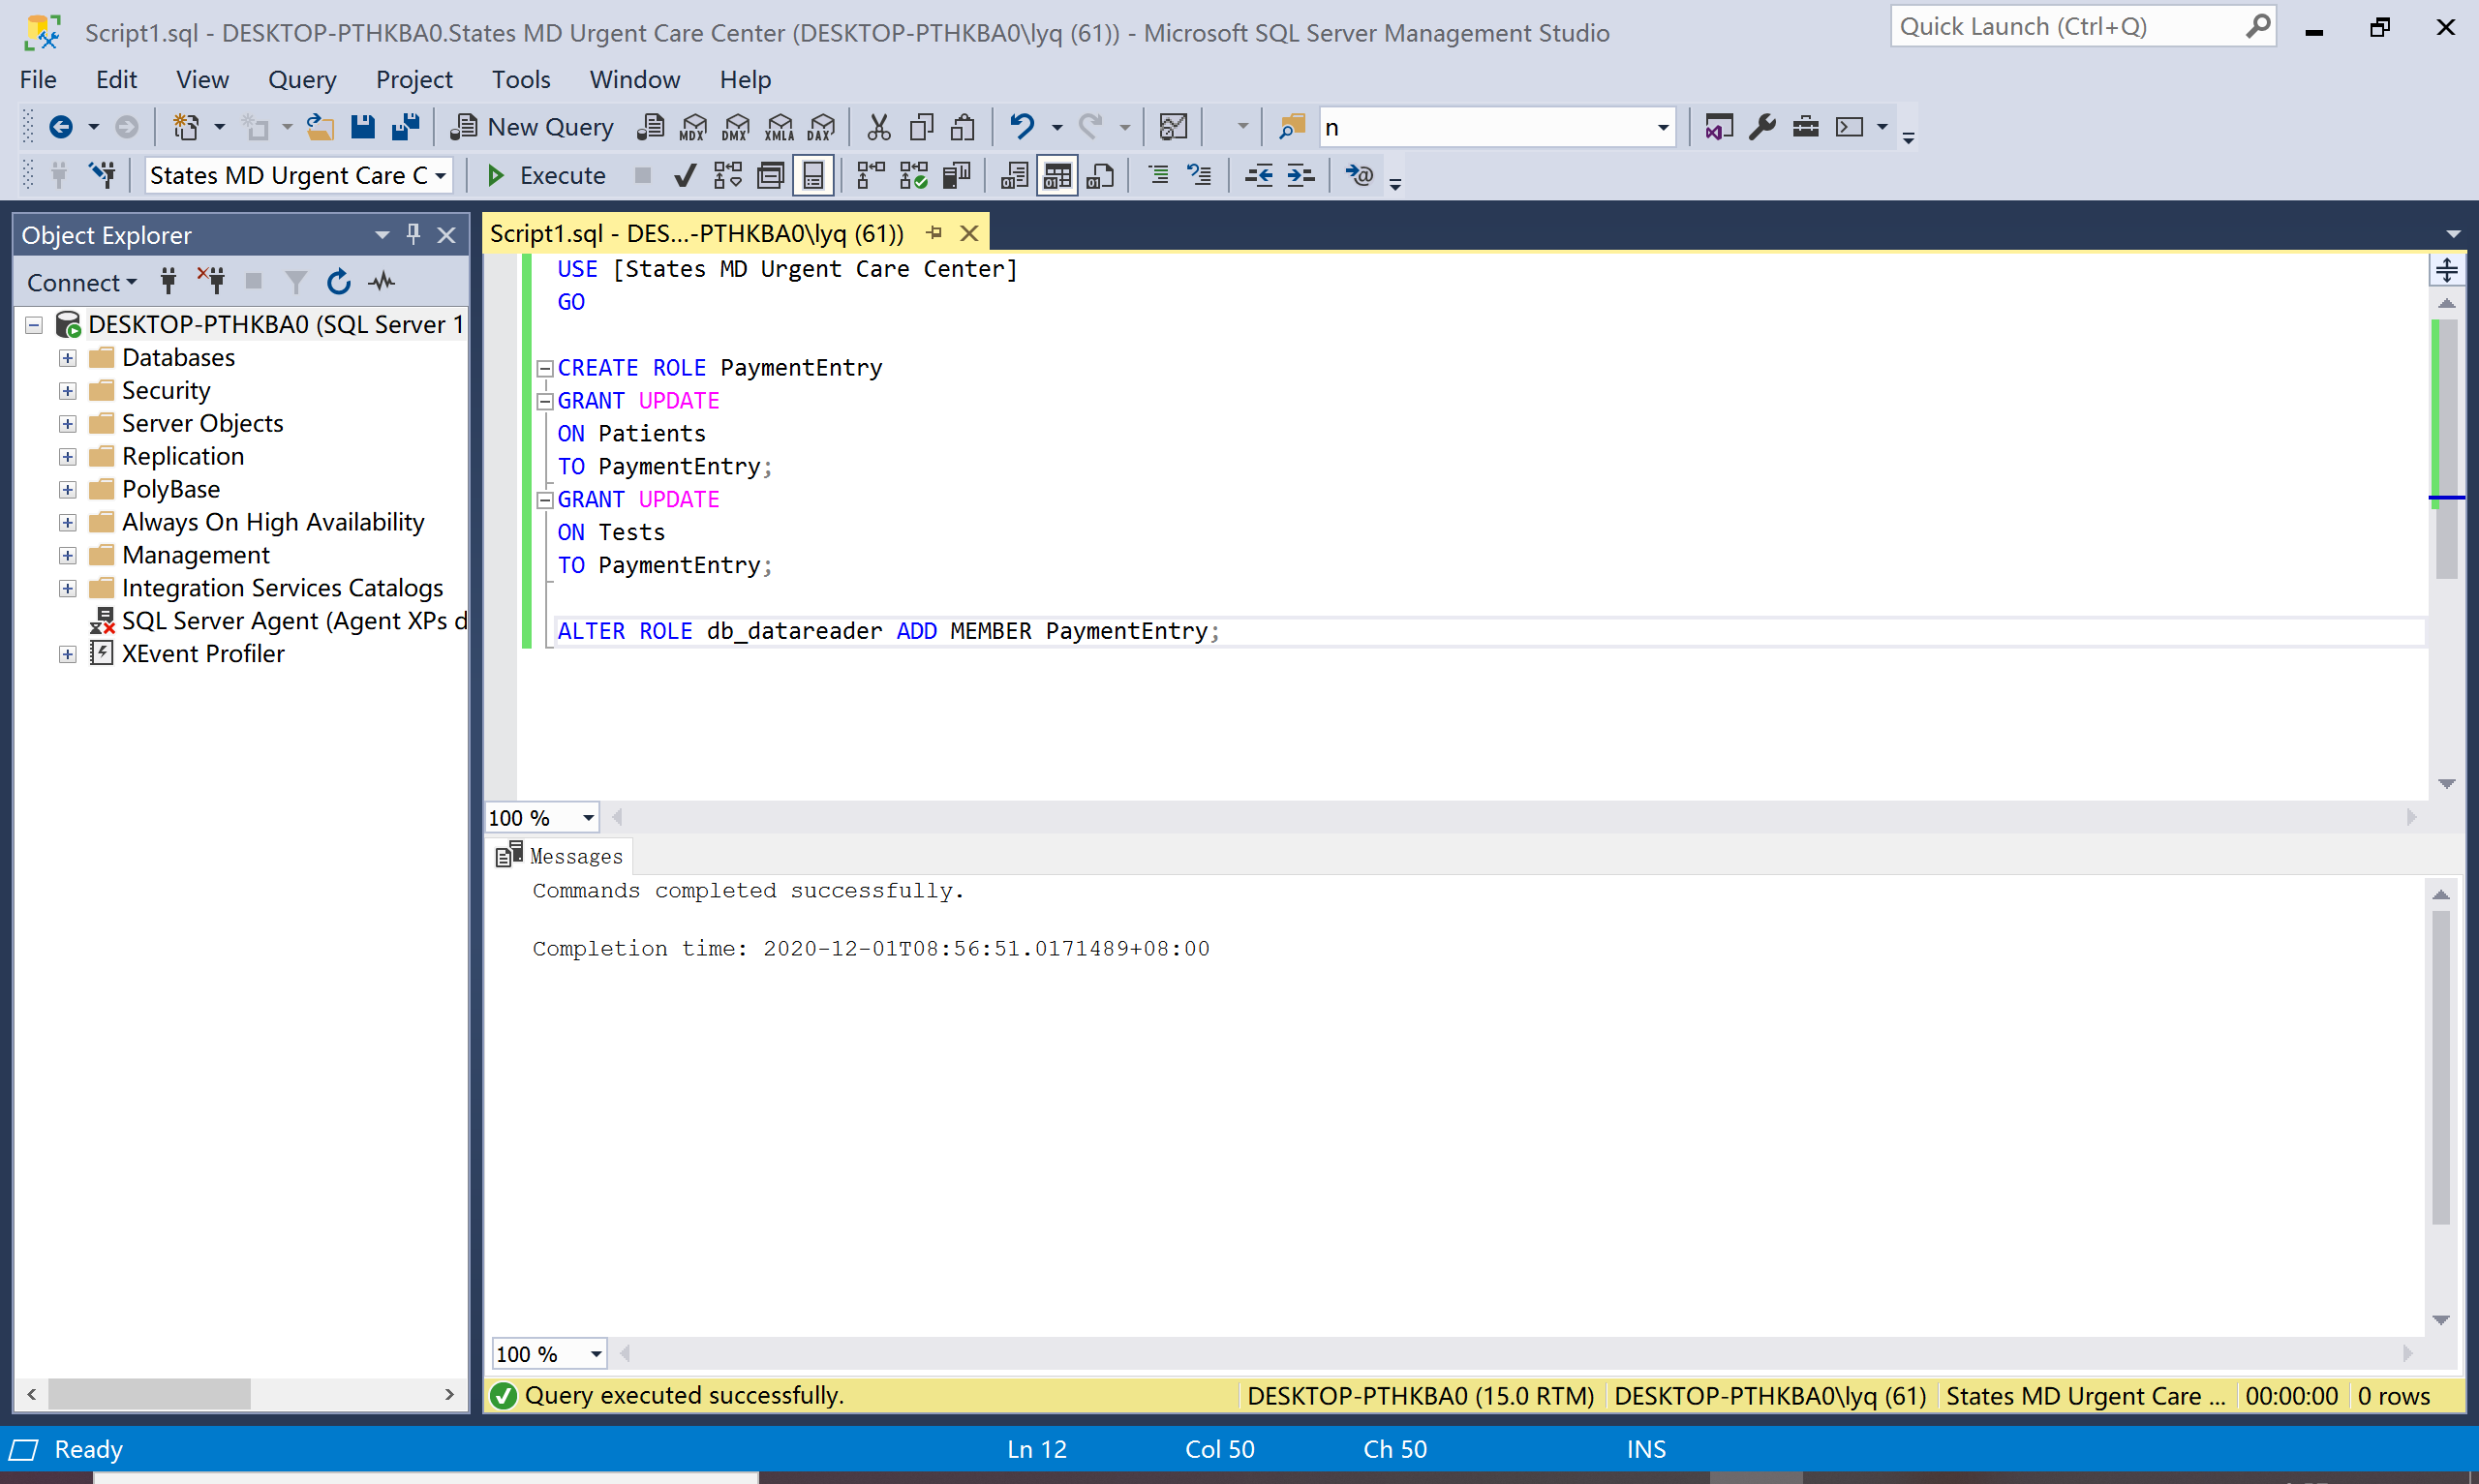 Script1.sql - DESKTOP-PTHKBA0.States MD Urgent Care Center (DESKTOP-PTHKBA0\lyq (61)) - Microsoft SQL Server Management Studio
Quick Launch (Ctrl+Q)
File Edit View Query Project Tools Window Help
New Query MDX DMX XMLA DAX n
States MD Urgent Care C Execute
Object Explorer
Connect
DESKTOP-PTHKBA0 (SQL Server 1
Databases
Security
Server Objects
Replication
PolyBase
Always On High Availability
Management
Integration Services Catalogs
SQL Server Agent (Agent XPs d
XEvent Profiler
Script1.sql - DES...-PTHKBA0\lyq (61))
USE [States MD Urgent Care Center]
GO
CREATE ROLE PaymentEntry
GRANT UPDATE
ON Patients
TO PaymentEntry;
GRANT UPDATE
ON Tests
TO PaymentEntry;
ALTER ROLE db_datareader ADD MEMBER PaymentEntry;
100 %
Messages
Commands completed successfully.
Completion time: 2020-12-01T08:56:51.0171489+08:00
100 %
Query executed successfully. DESKTOP-PTHKBA0 (15.0 RTM) DESKTOP-PTHKBA0\lyq (61) States MD Urgent Care ... 00:00:00 0 rows
Ready Ln 12 Col 50 Ch 50 INS